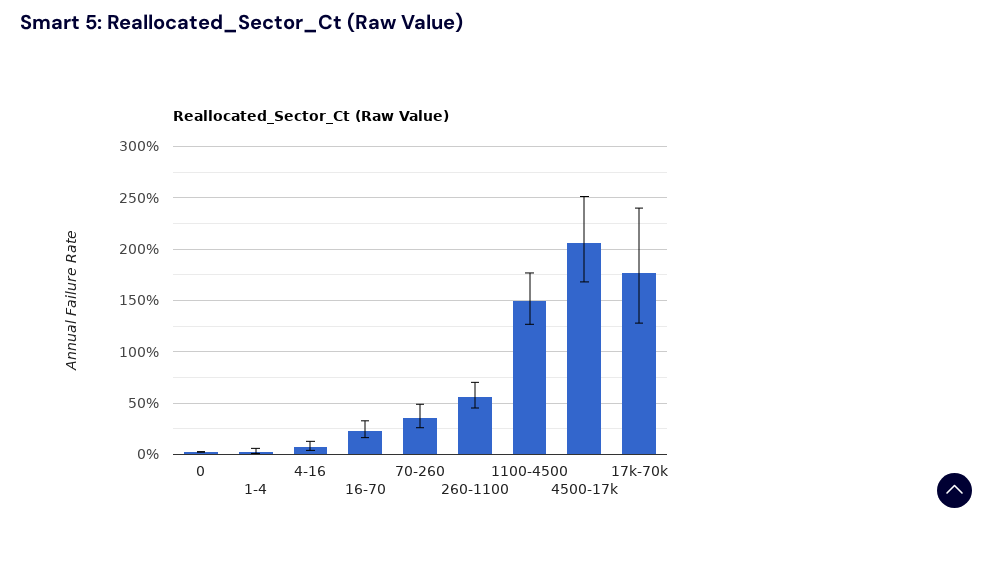 Smart 5: Reallocated_Sector_Ct (Raw Value)
Reallocated_Sector_Ct (Raw Value)
Annual Failure Rate
300%
250%
200%
150%
100%
50%
0%
0
1-4
4-16
16-70
70-260
260-1100
1100-4500
4500-17k
17k-70k